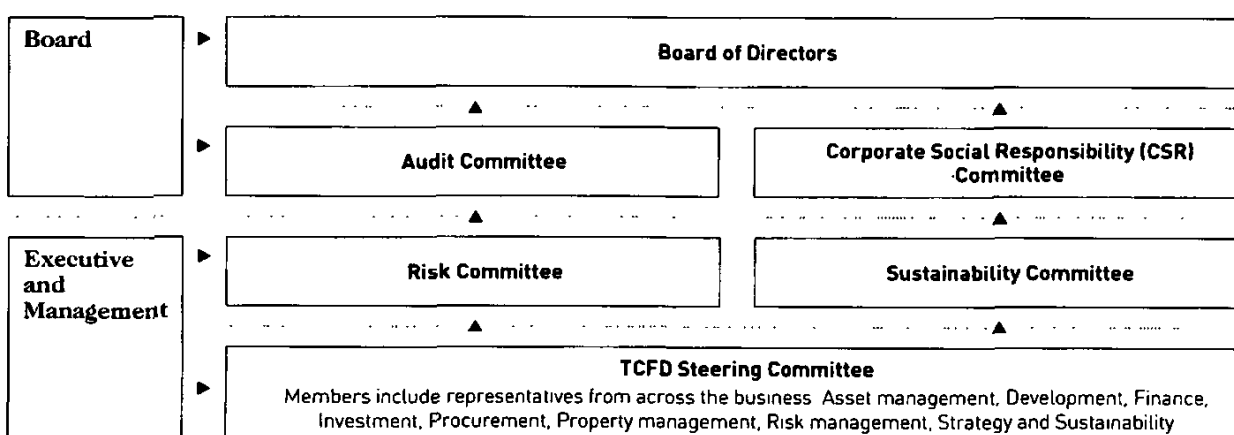 Board
Board of Directors
Audit Committee
Corporate Social Responsibility (CSR)
Committee
Executive
and
Management
Risk Committee
Sustainability Committee
TCFD Steering Committee
Members include representatives from across the business Asset management, Development, Finance,
Investment, Procurement, Property management, Risk management, Strategy and Sustainability